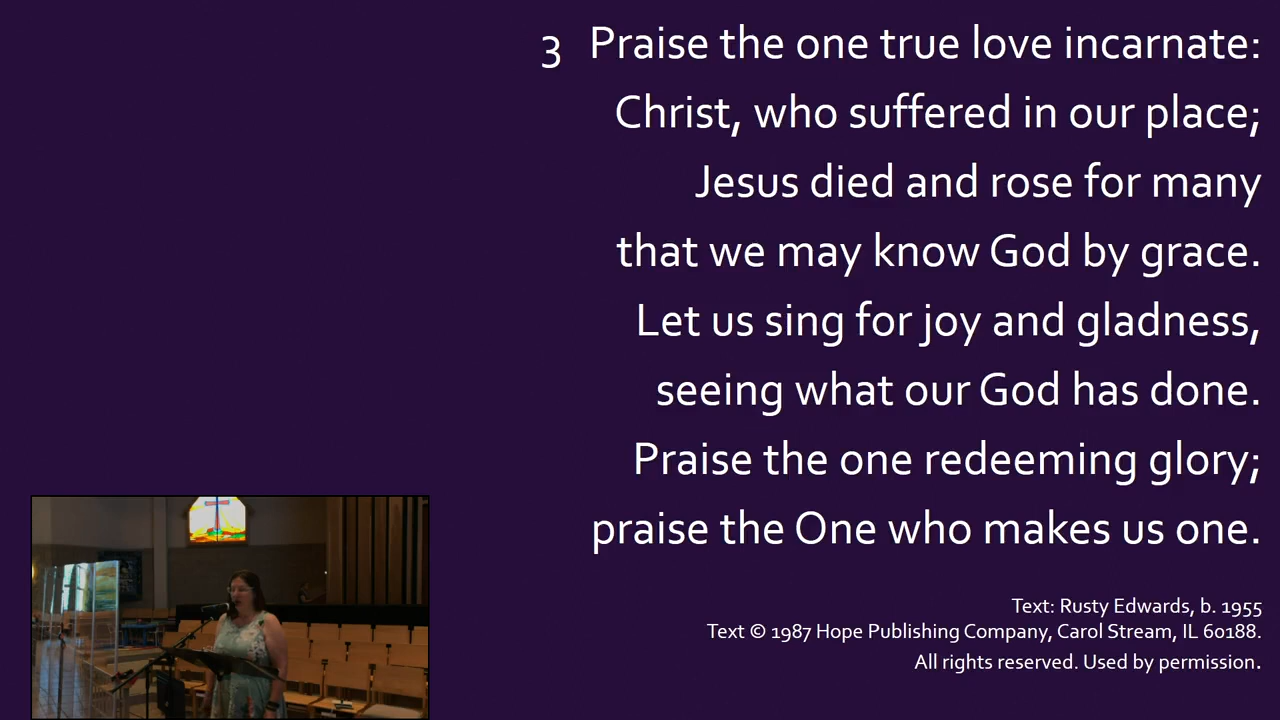 3 Praise the one true love incarnate:
Christ, who suffered in our place;
Jesus died and rose for many
that we may know God by grace.
Let us sing for joy and gladness,
seeing what our God has done.
Praise the one redeeming glory;
praise the One who makes us one.
Text: Rusty Edwards, b. 1955
Text © 1987 Hope Publishing Company, Carol Stream, IL 60188.
All rights reserved. Used by permission.